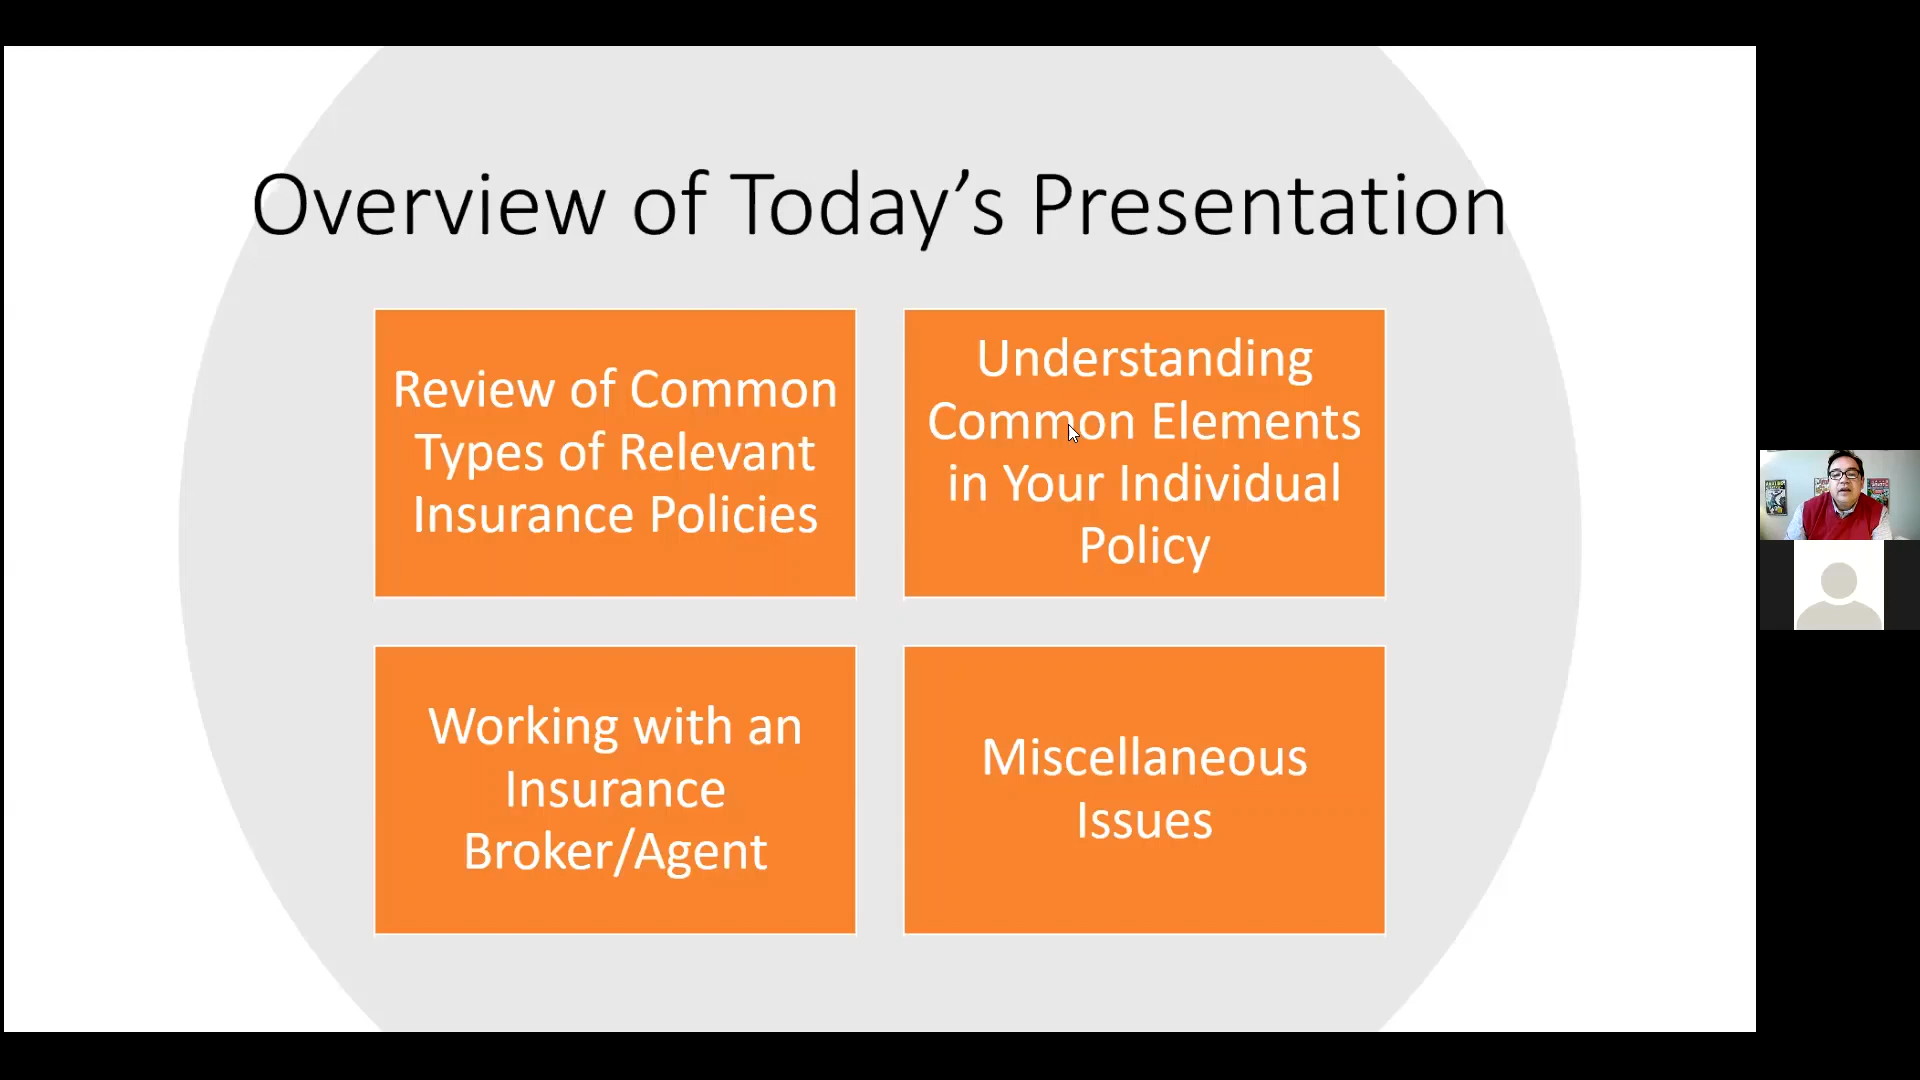 Overview of Today’s Presentation
Review of Common
Types of Relevant
Insurance Policies
Understanding
Common Elements
in Your Individual
Policy
Working with an
Insurance
Broker/Agent
Miscellaneous
Issues